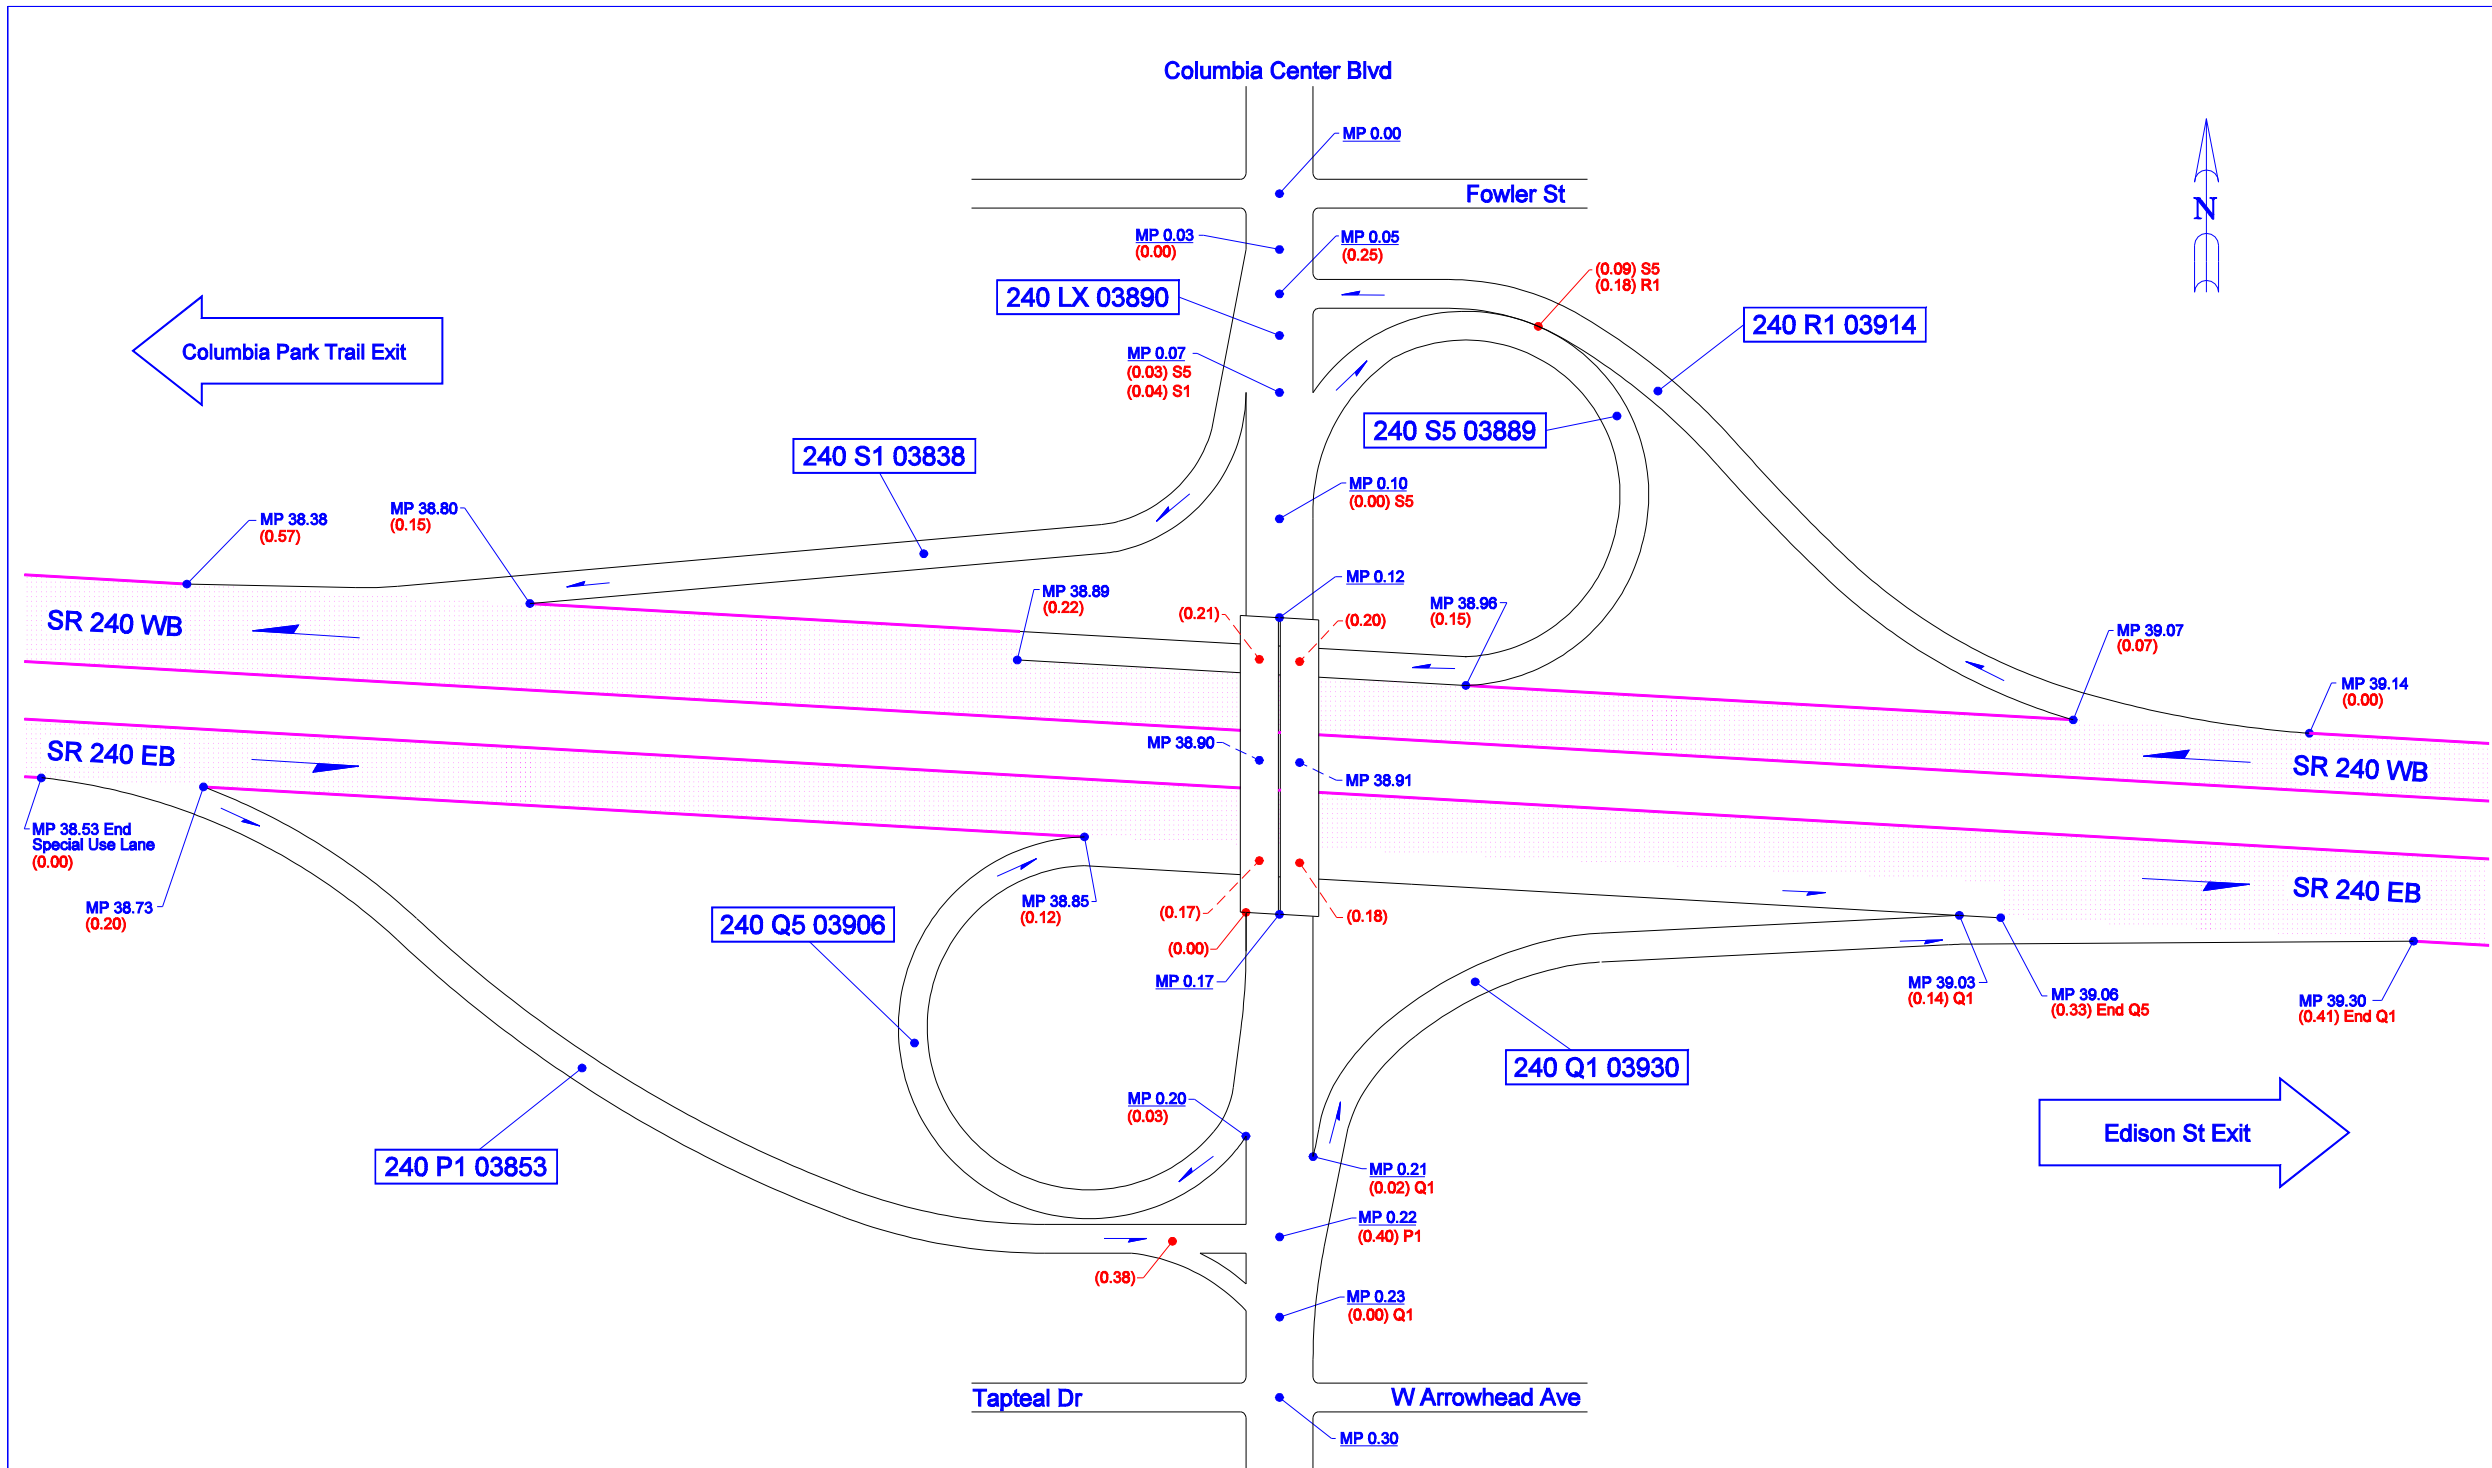 Columbia Center Blvd
MP 0.00
Fowler St
N
MP 0.03
(0.00)
MP 0.05
(0.25)
(0.09) S5
(0.18) R1
240 LX 03890
240 R1 03914
Columbia Park Trail Exit
MP 0.07
(0.03) S5
(0.04) S1
240 S5 03889
240 S1 03838
MP 0.10
(0.00) S5
MP 38.38
(0.57)
MP 38.80
(0.15)
MP 0.12
MP 38.89
(0.22)
(0.21)
(0.20)
MP 38.96
(0.15)
SR 240 WB
MP 39.07
(0.07)
MP 39.14
(0.00)
SR 240 EB
MP 38.90
MP 38.91
SR 240 WB
MP 38.53 End
Special Use Lane
(0.00)
MP 38.73
(0.20)
MP 38.85
(0.12)
(0.17)
(0.18)
SR 240 EB
240 Q5 03906
(0.00)
MP 0.17
MP 39.03
(0.14) Q1
MP 39.06
(0.33) End Q5
MP 39.30
(0.41) End Q1
240 Q1 03930
MP 0.20
(0.03)
Edison St Exit
240 P1 03853
MP 0.21
(0.02) Q1
MP 0.22
(0.40) P1
(0.38)
MP 0.23
(0.00) Q1
Tapteal Dr
W Arrowhead Ave
MP 0.30